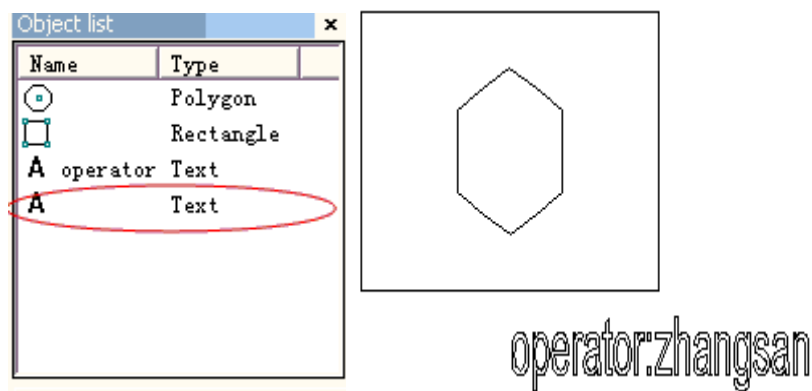 Object list
Name Type
Polygon
Rectangle
A operator Text
A Text
operator:zhangsan